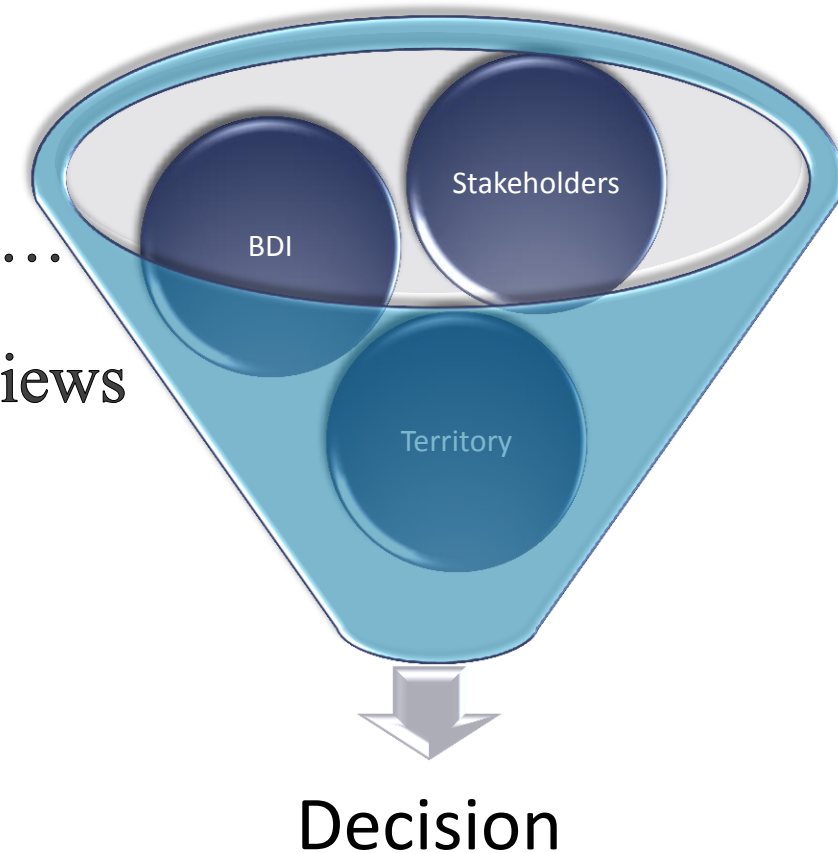 Stakeholders
BDI
…
iews
Territory
Decision